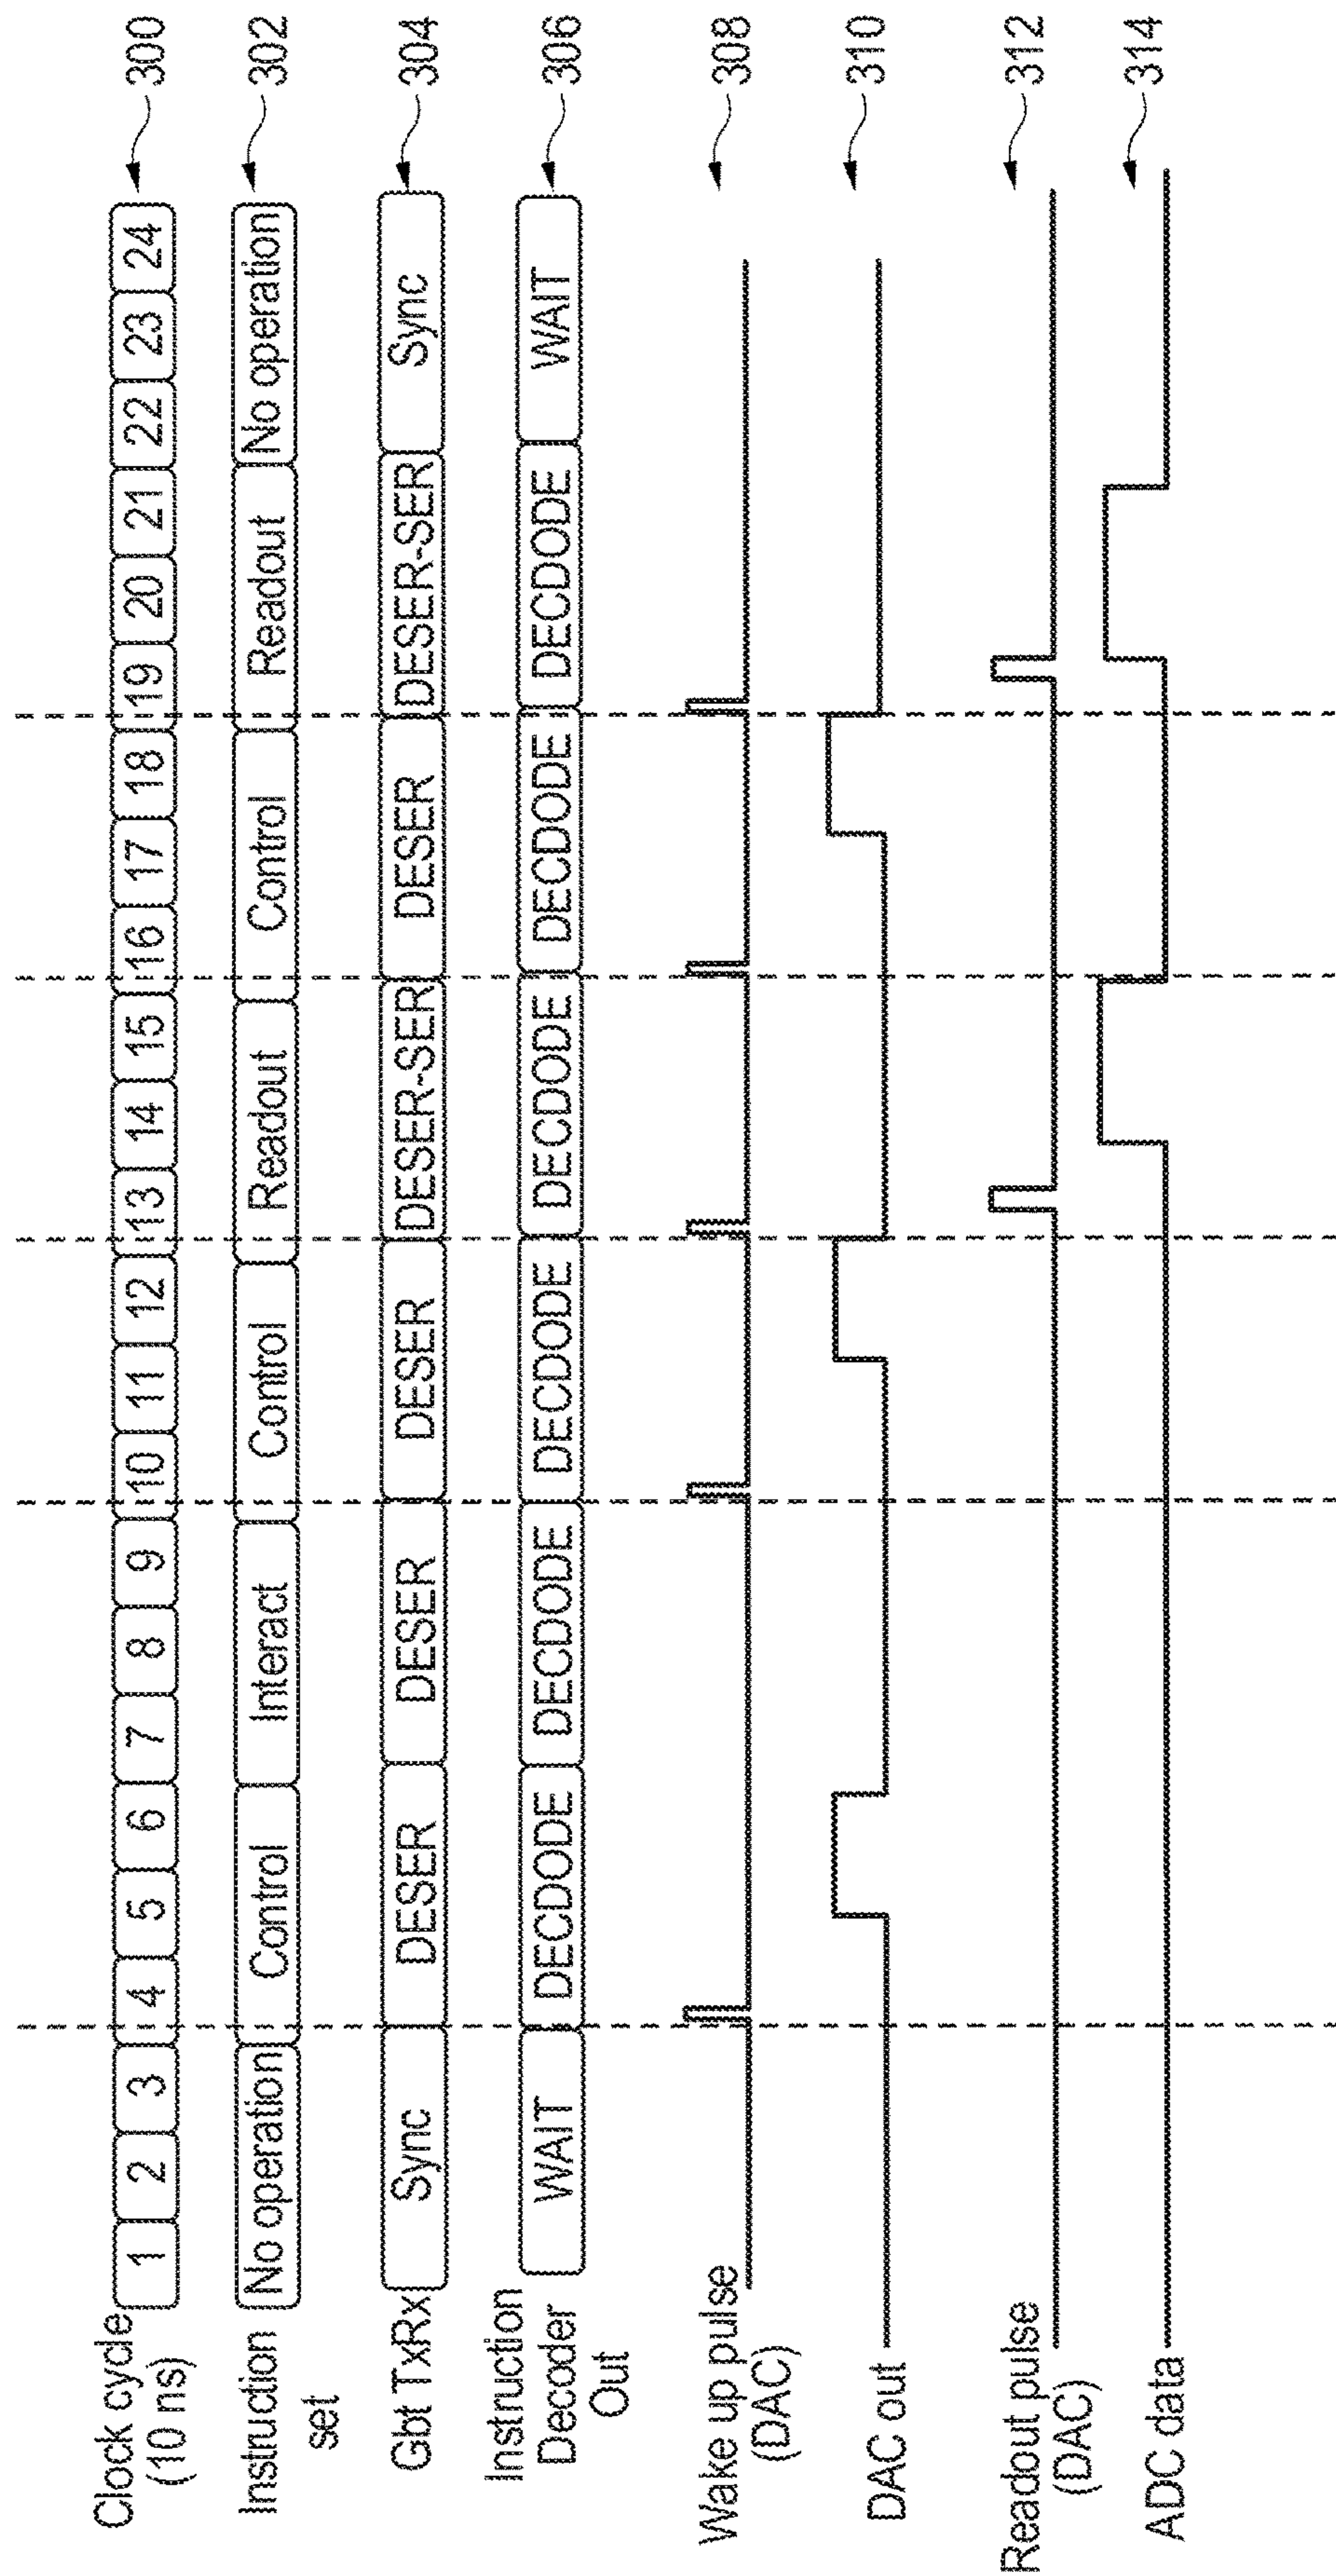 Clock cycle
(10 ns)
1 2 3 4 5 6 7 8 9 10 11 12 13 14 15 16 17 18 19 20 21 22 23 24
300
Instruction
set
No operation Control Interact Control Readout Control Readout No operation
302
Gbt TxRx
Sync DESER DESER DESER DESER-SER DESER DESER-SER Sync
304
Instruction
Decoder
Out
WAIT DECDODE DECDODE DECDODE DECDODE DECDODE DECDODE WAIT
306
Wake up pulse
(DAC)
308
DAC out
310
Readout pulse
(DAC)
312
ADC data
314